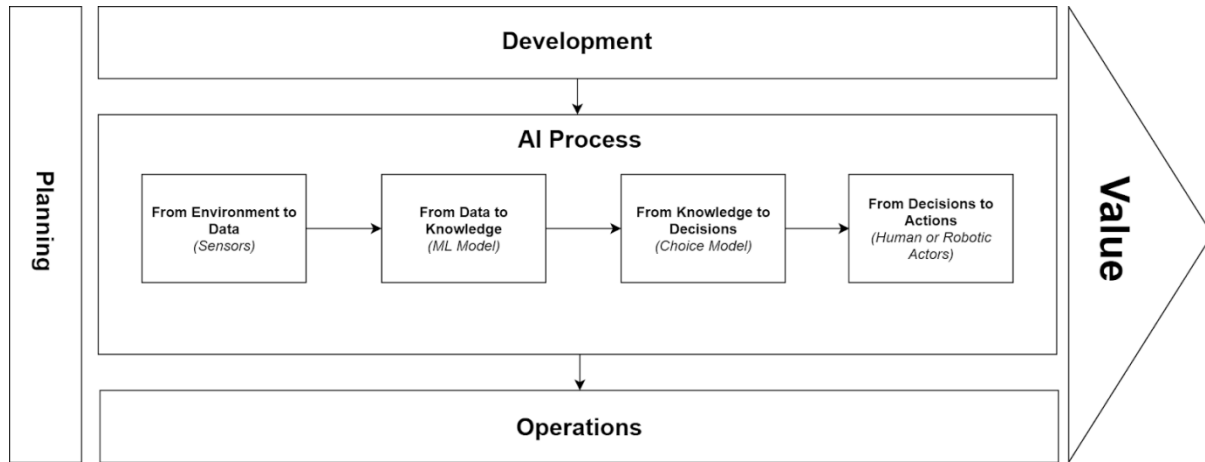 Planning
Development
AI Process
From Environment to
Data
(Sensors)
From Data to
Knowledge
(ML Model)
From Knowledge to
Decisions
(Choice Model)
From Decisions to
Actions
(Human or Robotic
Actors)
Operations
Value